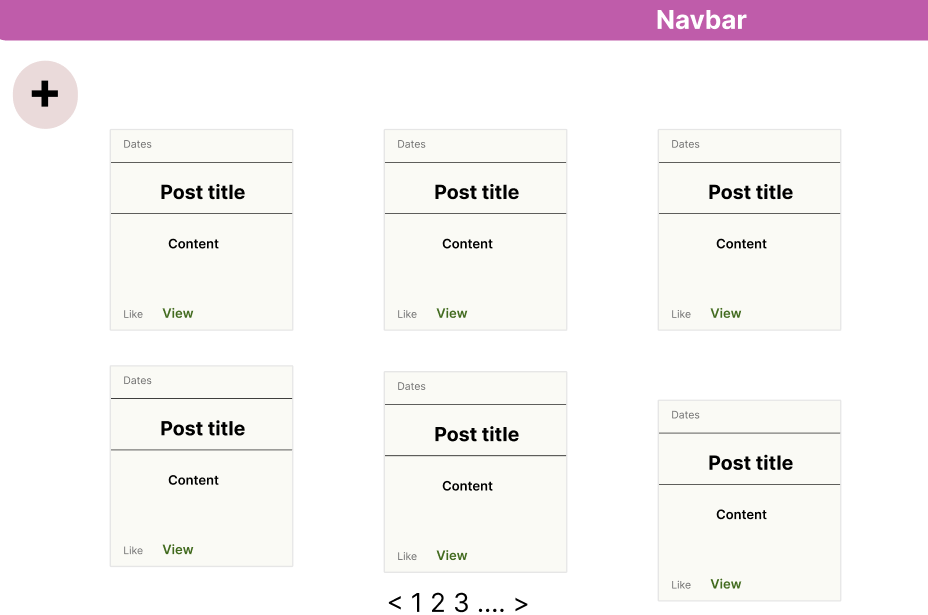 Navbar
+
Dates
Post title
Content
Like View
Dates
Post title
Content
Like View
Dates
Post title
Content
Like View
Dates
Post title
Content
Like View
Dates
Post title
Content
Like View
Dates
Post title
Content
Like View
< 1 2 3 .... >